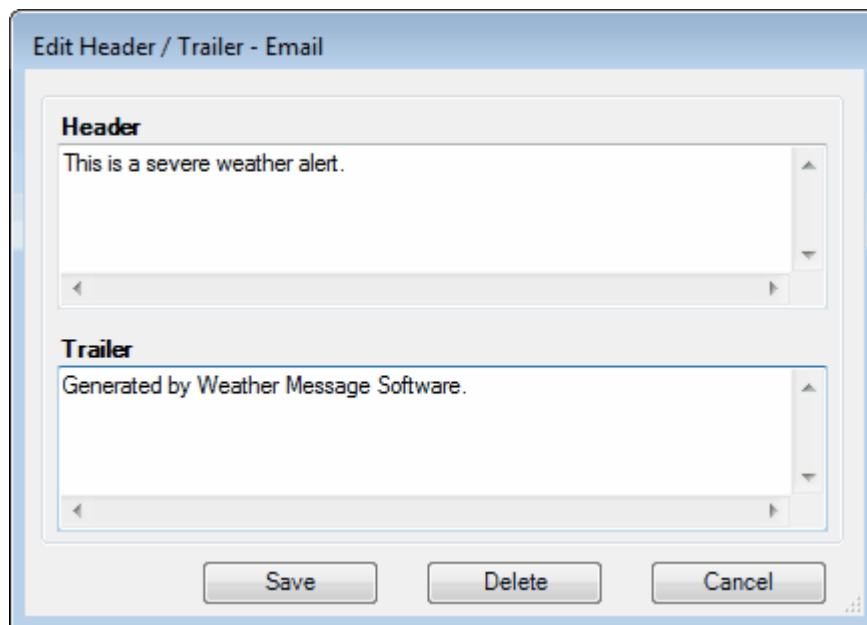 Edit Header / Trailer - Email
Header
This is a severe weather alert.
Trailer
Generated by Weather Message Software.
Save Delete Cancel